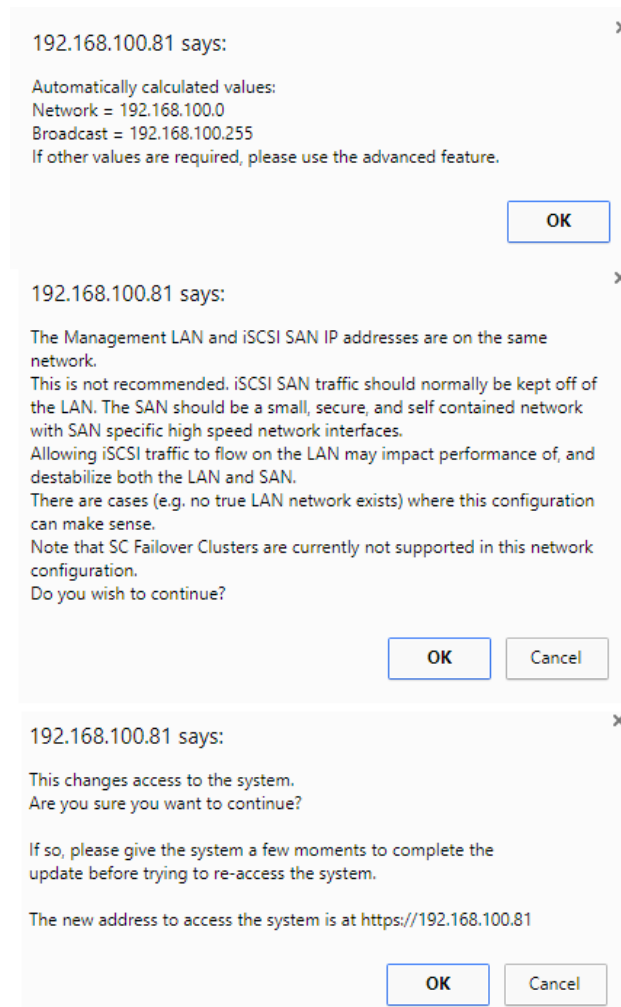 192.168.100.81 says:
Automatically calculated values:
Network = 192.168.100.0
Broadcast = 192.168.100.255
If other values are required, please use the advanced feature.
OK
192.168.100.81 says:
The Management LAN and iSCSI SAN IP addresses are on the same
network.
This is not recommended. iSCSI SAN traffic should normally be kept off of
the LAN. The SAN should be a small, secure, and self contained network
with SAN specific high speed network interfaces.
Allowing iSCSI traffic to flow on the LAN may impact performance of, and
destabilize both the LAN and SAN.
There are cases (e.g. no true LAN network exists) where this configuration
can make sense.
Note that SC Failover Clusters are currently not supported in this network
configuration.
Do you wish to continue?
OK Cancel
192.168.100.81 says:
This changes access to the system.
Are you sure you want to continue?
If so, please give the system a few moments to complete the
update before trying to re-access the system.
The new address to access the system is at https://192.168.100.81
OK Cancel